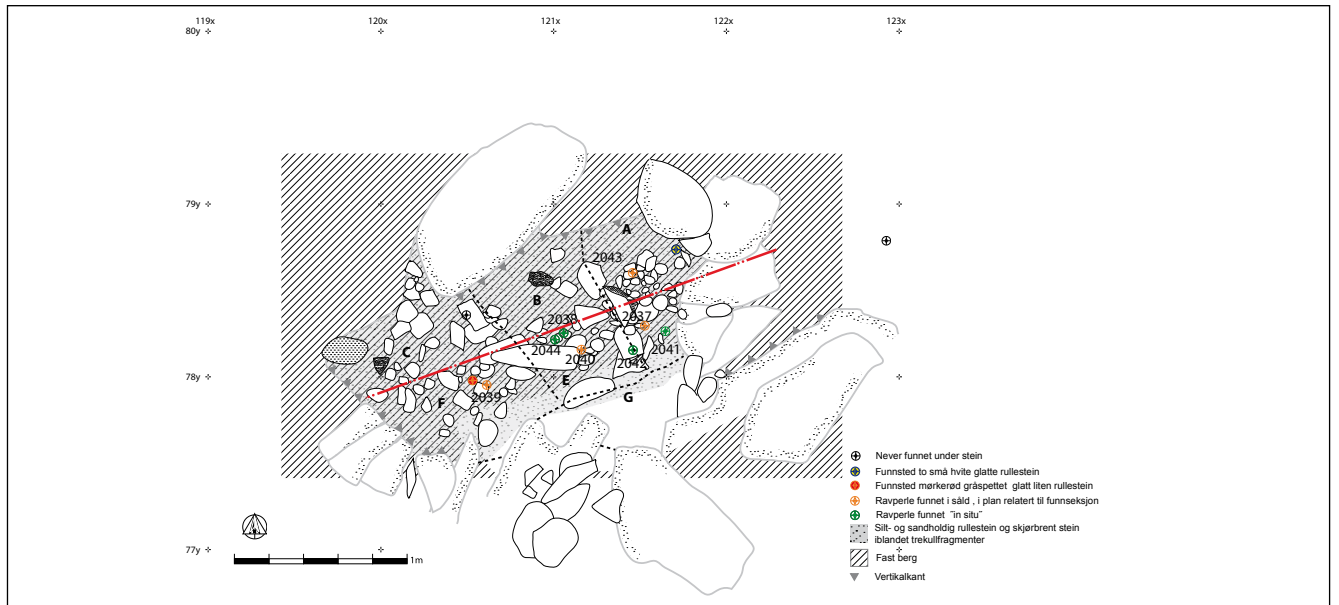 119x 120x 121x 122x 123x
80y
79y
A
2043
B
2038 2037
2044 2040 2042 2041
C
E
2039
F G
78y
Never funnet under stein
Funnsted to små hvite glatte rullestein
Funnsted mørkerød gråspettet glatt liten rullestein
Ravperle funnet i såld , i plan relatert til funnseksjon
Ravperle funnet ¨in situ¨
Silt- og sandholdig rullestein og skjørbrent stein
iblandet trekullfragmenter
Fast berg
Vertikalkant
77y
1m